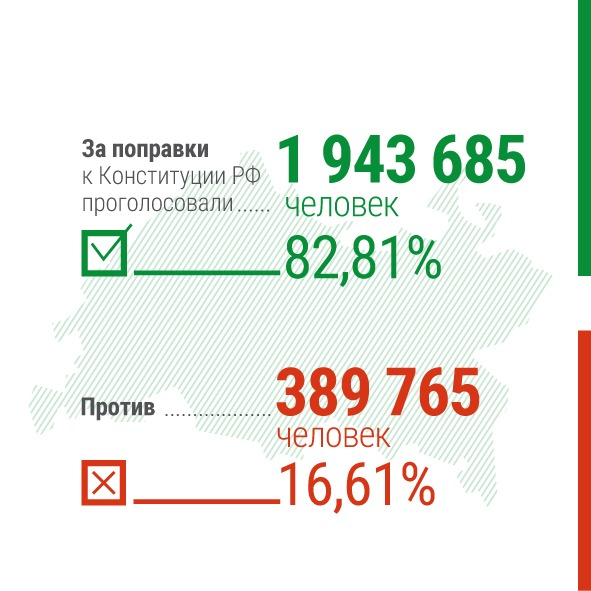 За поправки
к Конституции РФ
проголосовали...... 1 943 685
человек
82,81%
Против .................... 389 765
человек
16,61%